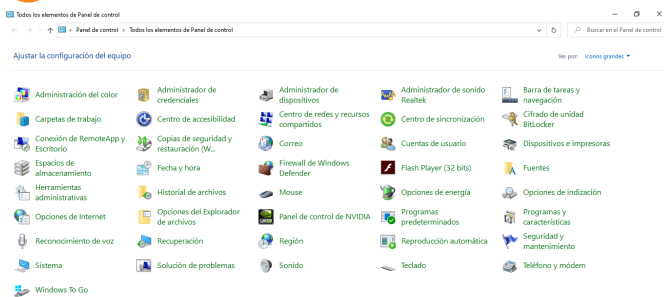 Todos los elementos de Panel de control
Panel de control > Todos los elementos de Panel de control
Buscar en el Panel de control
Ajustar la configuración del equipo
Ver por: Iconos grandes
Administración del color
Administrador de credenciales
Administrador de dispositivos
Administrador de sonido Realtek
Barra de tareas y navegación
Carpetas de trabajo
Centro de accesibilidad
Centro de redes y recursos compartidos
Centro de sincronización
Cifrado de unidad BitLocker
Conexión de RemoteApp y Escritorio
Copias de seguridad y restauración (W...
Correo
Cuentas de usuario
Dispositivos e impresoras
Espacios de almacenamiento
Fecha y hora
Firewall de Windows Defender
Flash Player (32 bits)
Fuentes
Herramientas administrativas
Historial de archivos
Mouse
Opciones de energía
Opciones de indización
Opciones de Internet
Opciones del Explorador de archivos
Panel de control de NVIDIA
Programas predeterminados
Programas y características
Reconocimiento de voz
Recuperación
Región
Reproducción automática
Seguridad y mantenimiento
Sistema
Solución de problemas
Sonido
Teclado
Teléfono y módem
Windows To Go